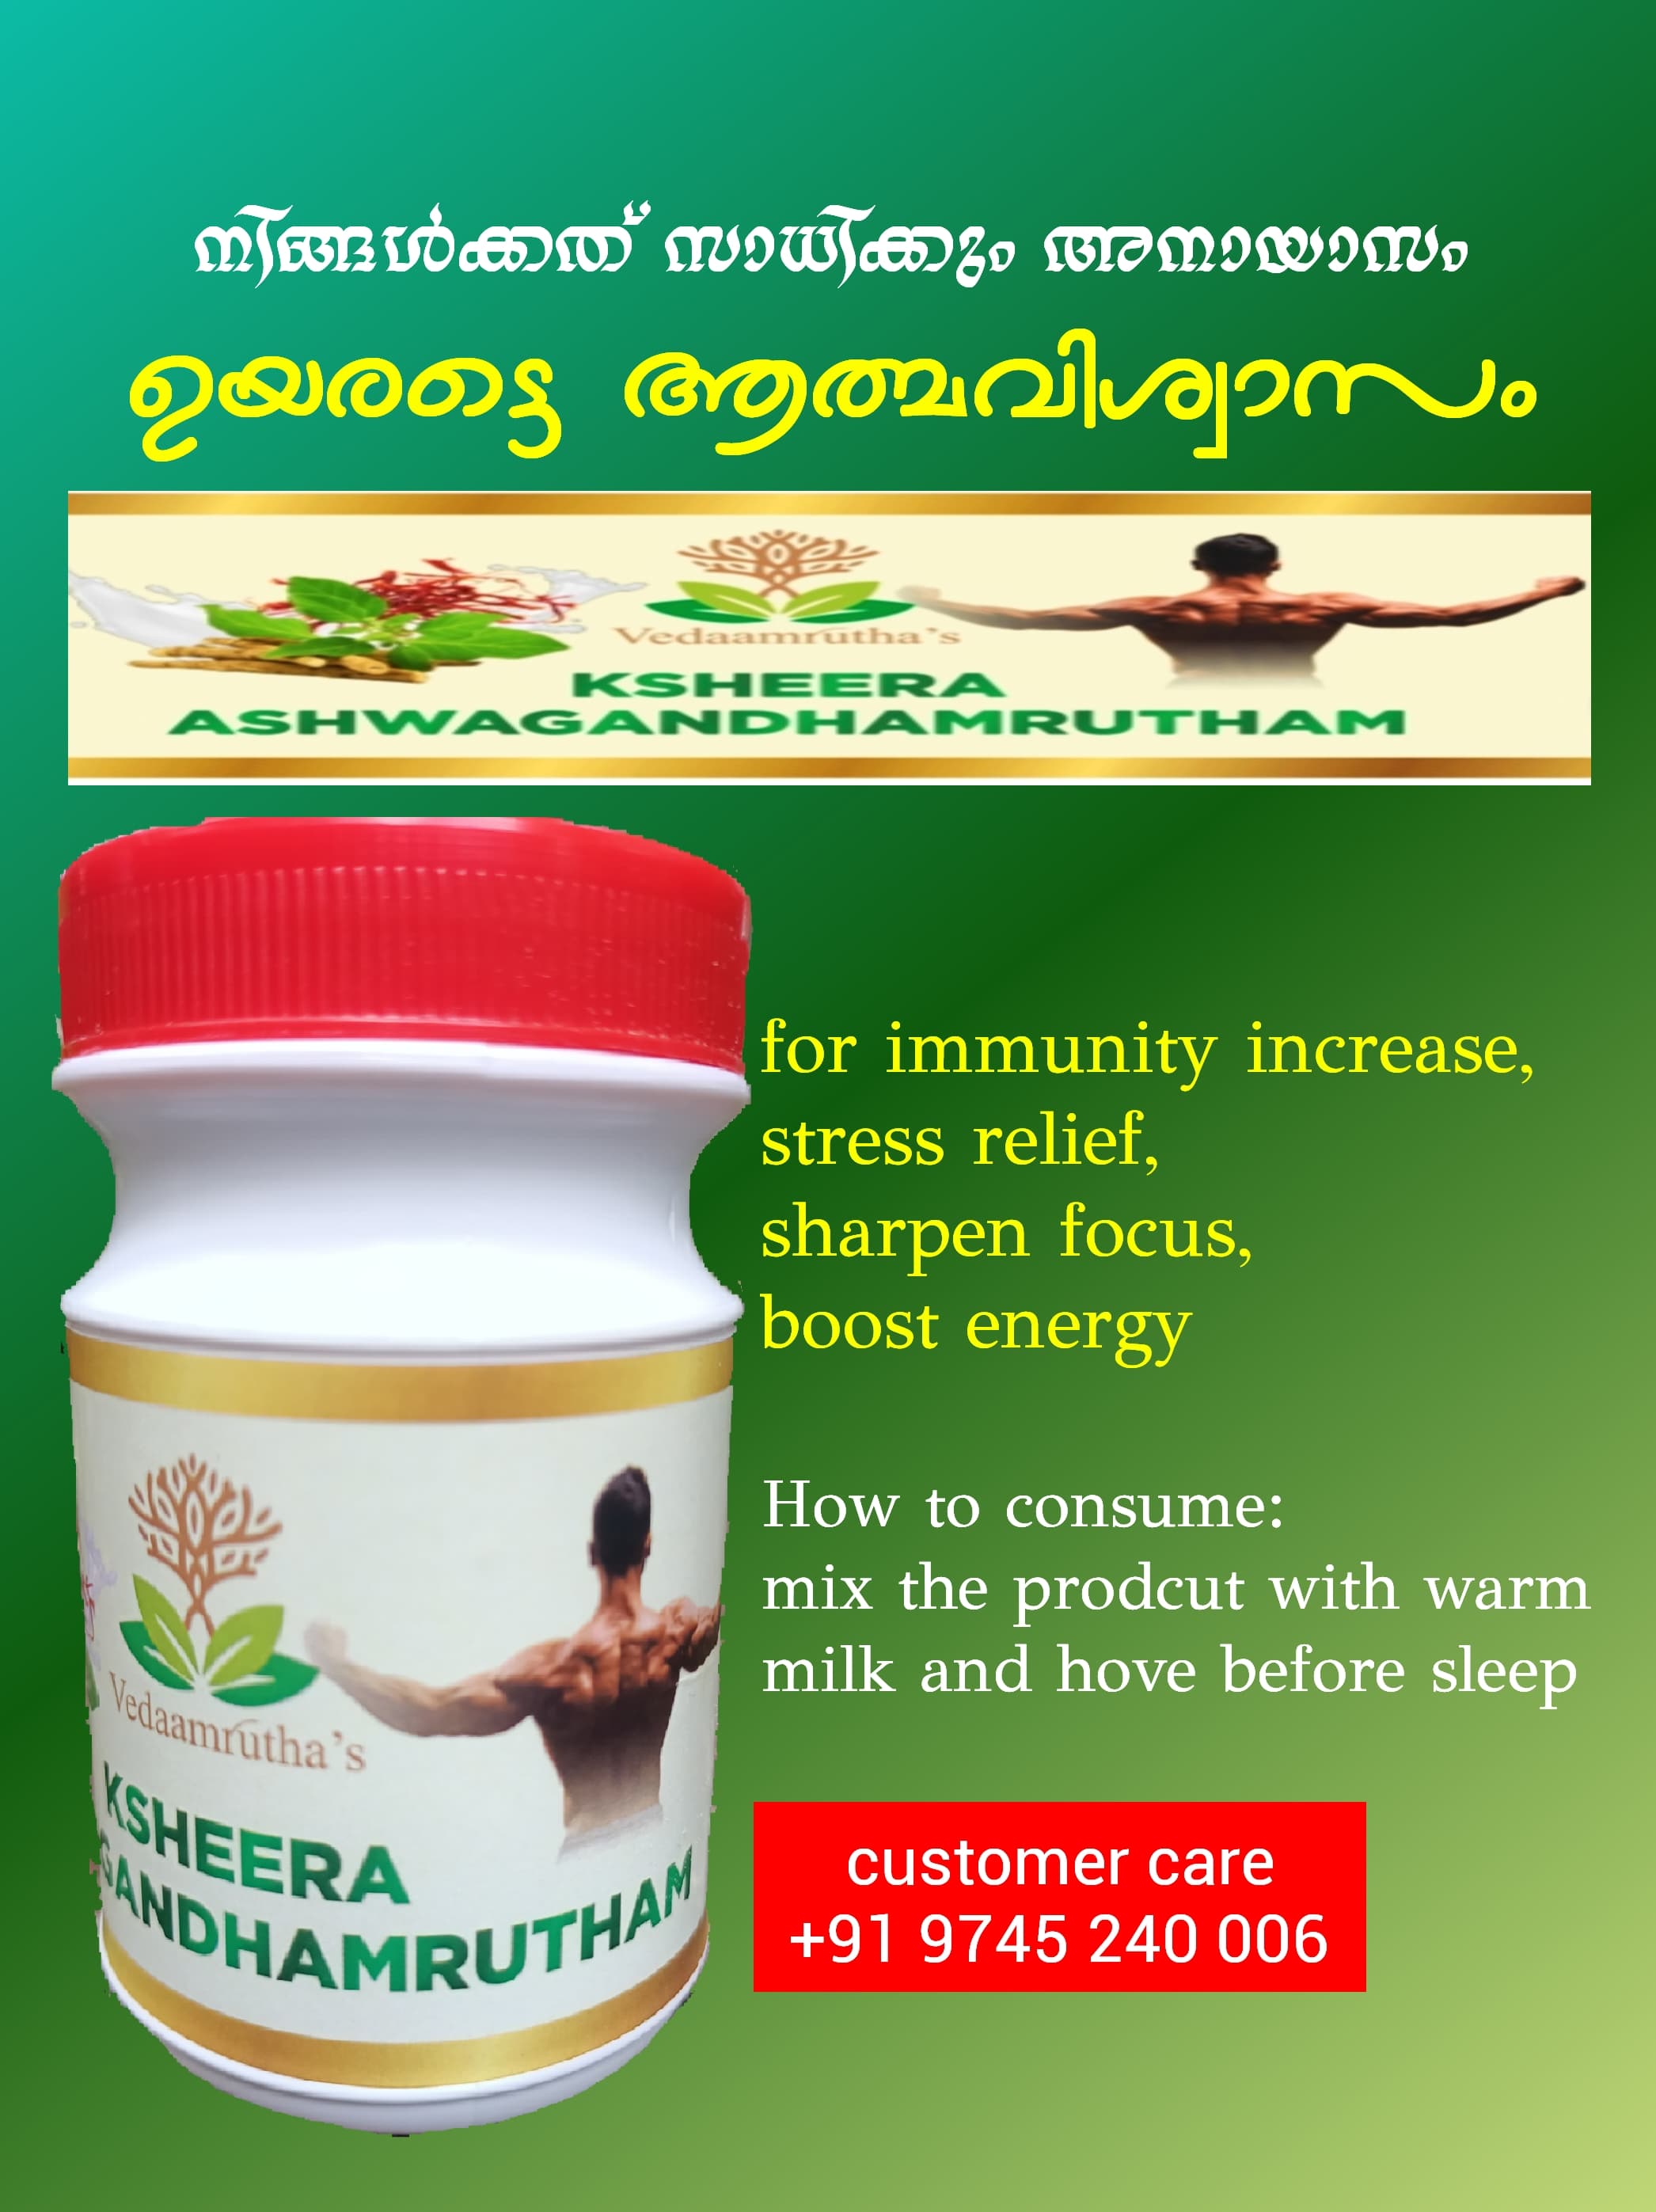 നിങ്ങൾക്കത് സാധിക്കും അനായാസം
ഉയരട്ടെ ആത്മവിശ്വാസം
Vedaamrutha's
KSHEERA
ASHWAGANDHAMRUTHAM
for immunity increase,
stress relief,
sharpen focus,
boost energy
How to consume:
mix the prodcut with warm
milk and hove before sleep
Vedaamrutha's
KSHEERA
GANDHAMRUTHAM
customer care
+91 9745 240 006